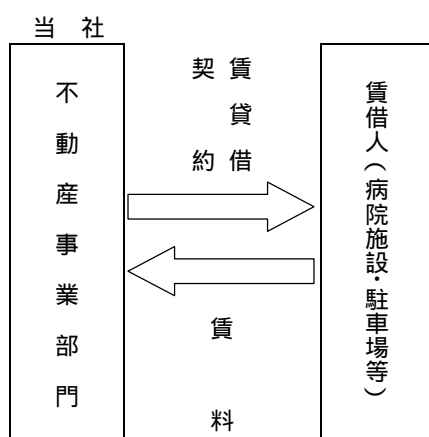 当社
不動産事業部門
賃貸借
契約
賃料
賃借人(病院施設・駐車場等)